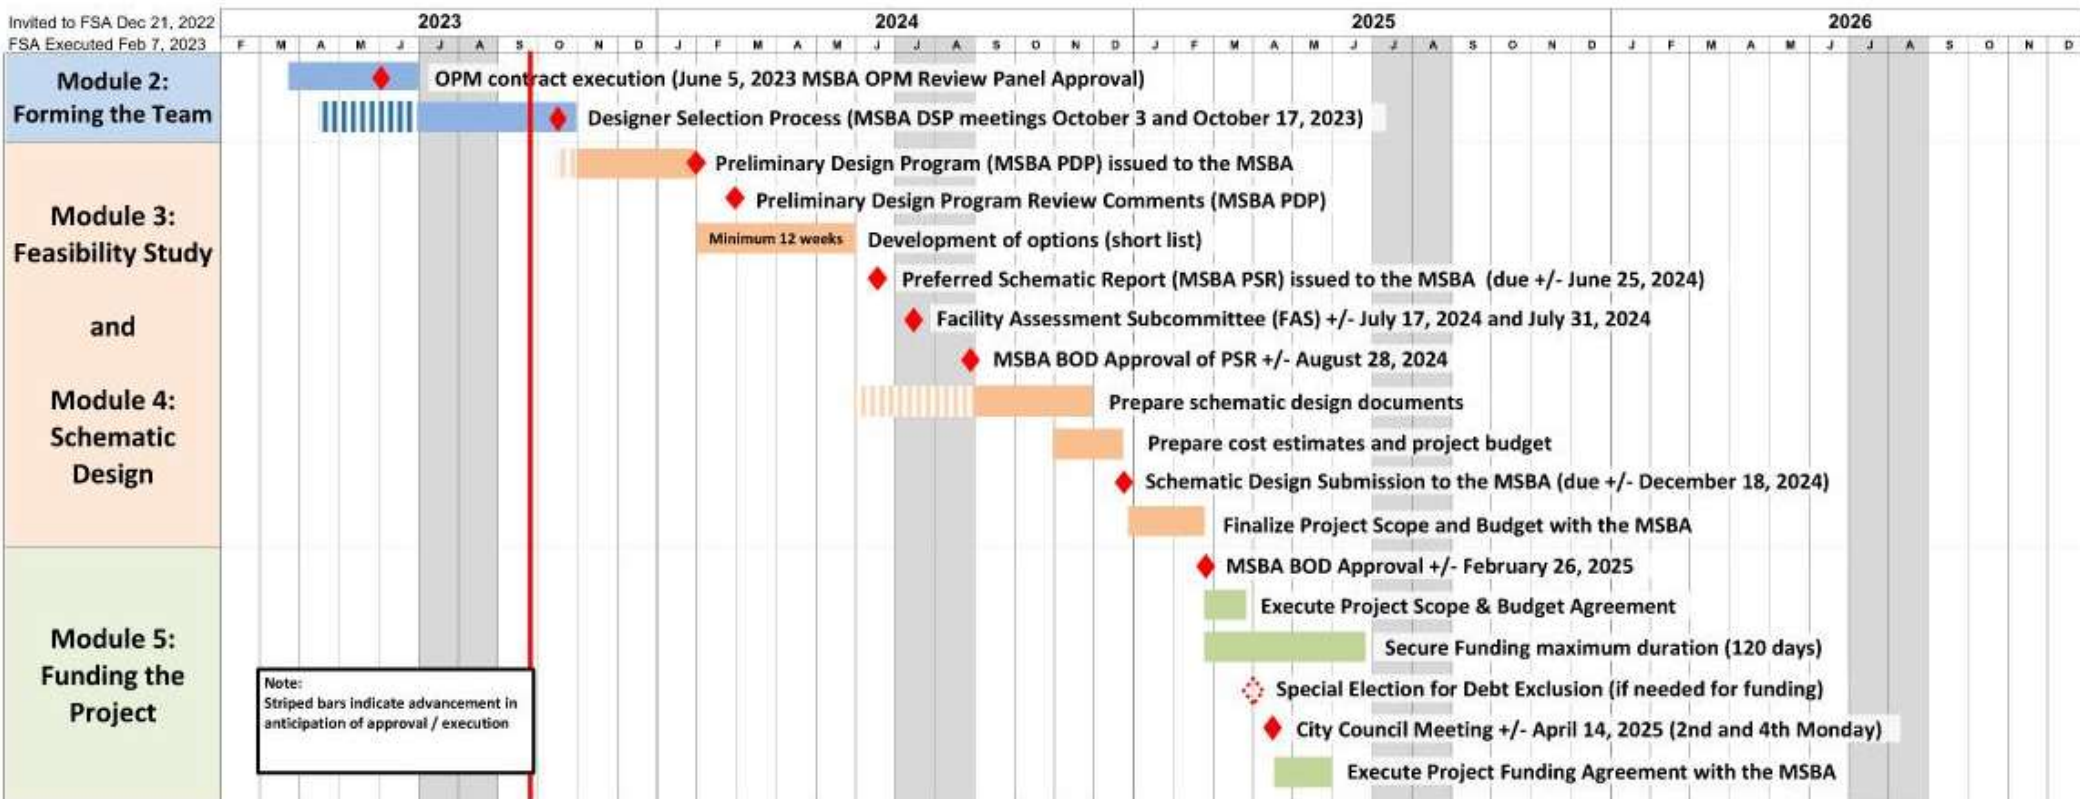 Invited to FSA Dec 21, 2022
FSA Executed Feb 7, 2023
2023 2024 2025 2026
F M A M J J A S O N D J F M A M J J A S O N D J F M A M J J A S O N D J F M A M J J A S O N D
Module 2:
Forming the Team
OPM contract execution (June 5, 2023 MSBA OPM Review Panel Approval)
Designer Selection Process (MSBA DSP meetings October 3 and October 17, 2023)
Module 3:
Feasibility Study
and
Module 4:
Schematic
Design
Preliminary Design Program (MSBA PDP) issued to the MSBA
Preliminary Design Program Review Comments (MSBA PDP)
Minimum 12 weeks Development of options (short list)
Preferred Schematic Report (MSBA PSR) issued to the MSBA (due +/- June 25, 2024)
Facility Assessment Subcommittee (FAS) +/- July 17, 2024 and July 31, 2024
MSBA BOD Approval of PSR +/- August 28, 2024
Prepare schematic design documents
Prepare cost estimates and project budget
Schematic Design Submission to the MSBA (due +/- December 18, 2024)
Finalize Project Scope and Budget with the MSBA
Module 5:
Funding the
Project
MSBA BOD Approval +/- February 26, 2025
Execute Project Scope & Budget Agreement
Secure Funding maximum duration (120 days)
Special Election for Debt Exclusion (if needed for funding)
City Council Meeting +/- April 14, 2025 (2nd and 4th Monday)
Execute Project Funding Agreement with the MSBA
Note:
Striped bars indicate advancement in
anticipation of approval / execution